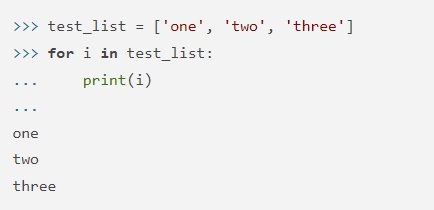 >>> test_list = ['one', 'two', 'three']
>>> for i in test_list:
...     print(i)
...
one
two
three